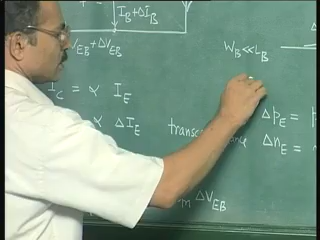 I_B + ΔI_B
V_EB + ΔV_EB
W_B ≪ L_B
I_C = α I_E
α ΔI_E
Δp_E =
Δn_E =
m ΔV_EB